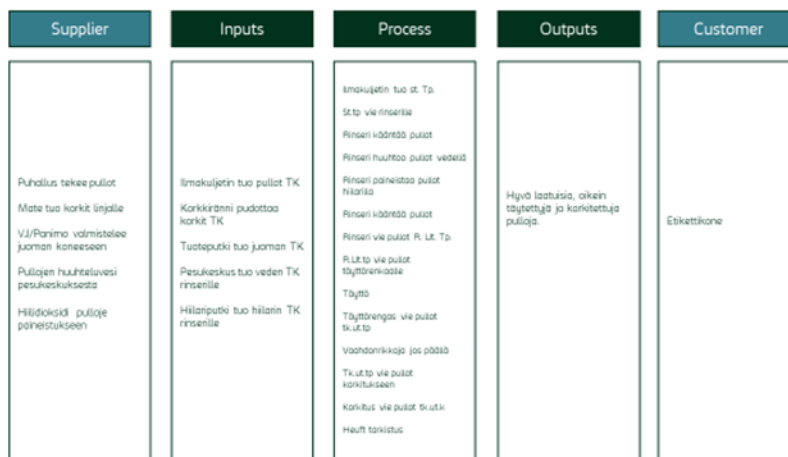 Supplier
Inputs
Process
Outputs
Customer
Puhallus tekee pullot
Mate tuo korkit linjalle
VJ/Panimo valmistelee
juoman koneeseen
Pullojen huuhteluvesi
pesukeskuksesta
Hiilidioksidi pulloje
paineistukseen
Ilmakuljetin tuo pullot TK
Korkkiränni pudottaa
korkit TK
Tuoteputki tuo juoman TK
Pesukeskus tuo veden TK
rinserille
Hiilariputki tuo hiilarin TK
rinserille
Ilmakuljetin tuo st. Tp.
St.tp vie rinserille
Rinseri kääntää pullot
Rinseri huuhtoo pullot vedellä
Rinseri paineistaa pullot
hiilarilla
Rinseri kääntää pullot
Rinseri vie pullot R. Ut. Tp.
R.Ut.tp vie pullot
täyttörenkaalle
Täyttö
Täyttörengas vie pullot
tk.ut.tp
Vaahdonrikkoja jos päällä
Tk.ut.tp vie pullot
korkitukseen
Korkitus vie pullot tk.ut.k
Heuft tarkistus
Hyvä laatuisia, oikein
täytettyjä ja korkitettuja
pulloja.
Etikettikone